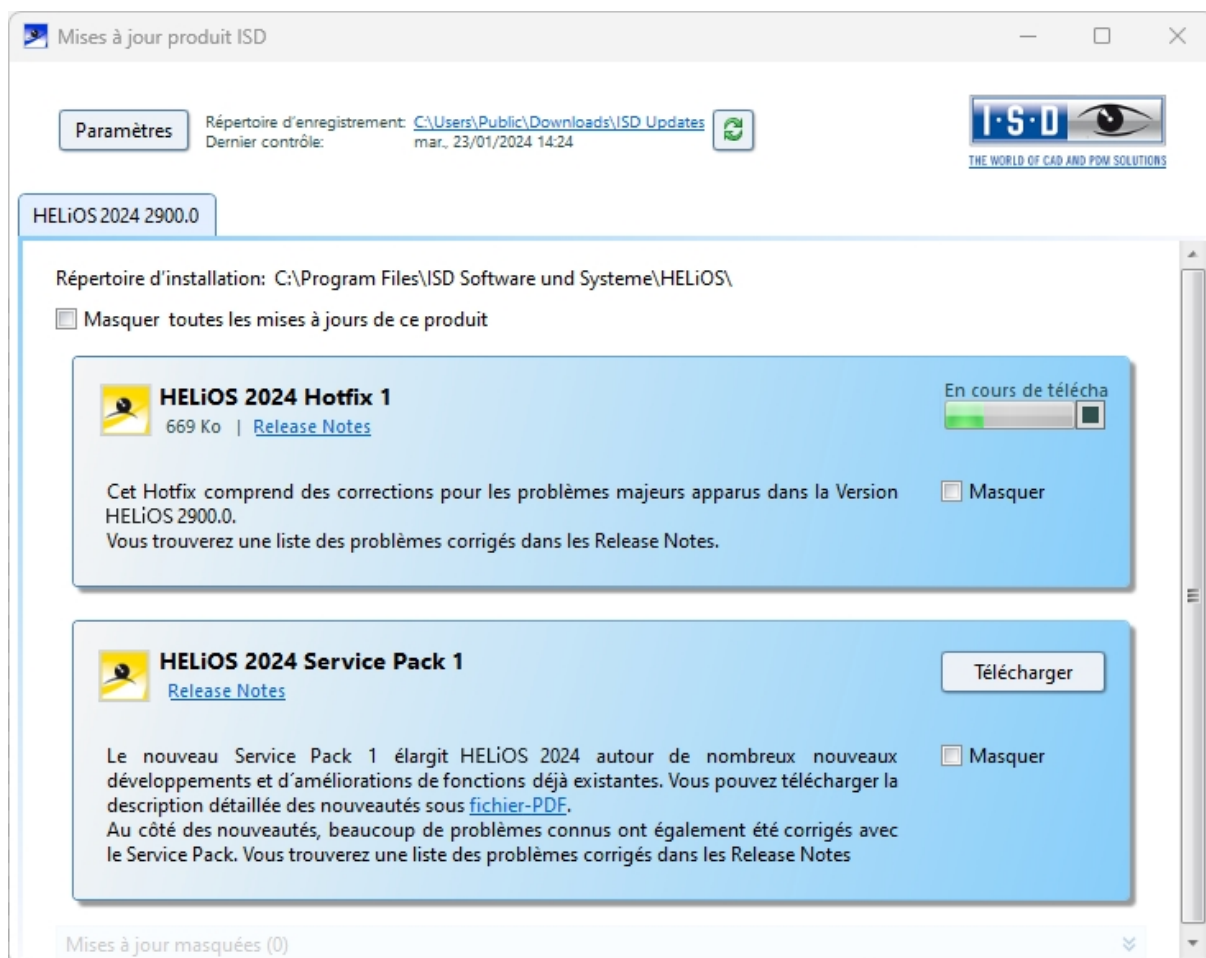 Mises à jour produit ISD
Paramètres
Répertoire d'enregistrement: C:\Users\Public\Downloads\ISD Updates
Dernier contrôle: mar., 23/01/2024 14:24
I·S·D
THE WORLD OF CAD AND PDM SOLUTIONS
HELiOS 2024 2900.0
Répertoire d'installation: C:\Program Files\ISD Software und Systeme\HELiOS\
Masquer toutes les mises à jours de ce produit
HELiOS 2024 Hotfix 1
669 Ko | Release Notes
En cours de télécha
Cet Hotfix comprend des corrections pour les problèmes majeurs apparus dans la Version
HELiOS 2900.0.
Vous trouverez une liste des problèmes corrigés dans les Release Notes.
Masquer
HELiOS 2024 Service Pack 1
Release Notes
Télécharger
Le nouveau Service Pack 1 élargit HELiOS 2024 autour de nombreux nouveaux
développements et d´améliorations de fonctions déjà existantes. Vous pouvez télécharger la
description détaillée des nouveautés sous fichier-PDF.
Au côté des nouveautés, beaucoup de problèmes connus ont également été corrigés avec
le Service Pack. Vous trouverez une liste des problèmes corrigés dans les Release Notes
Masquer
Mises à jour masquées (0)